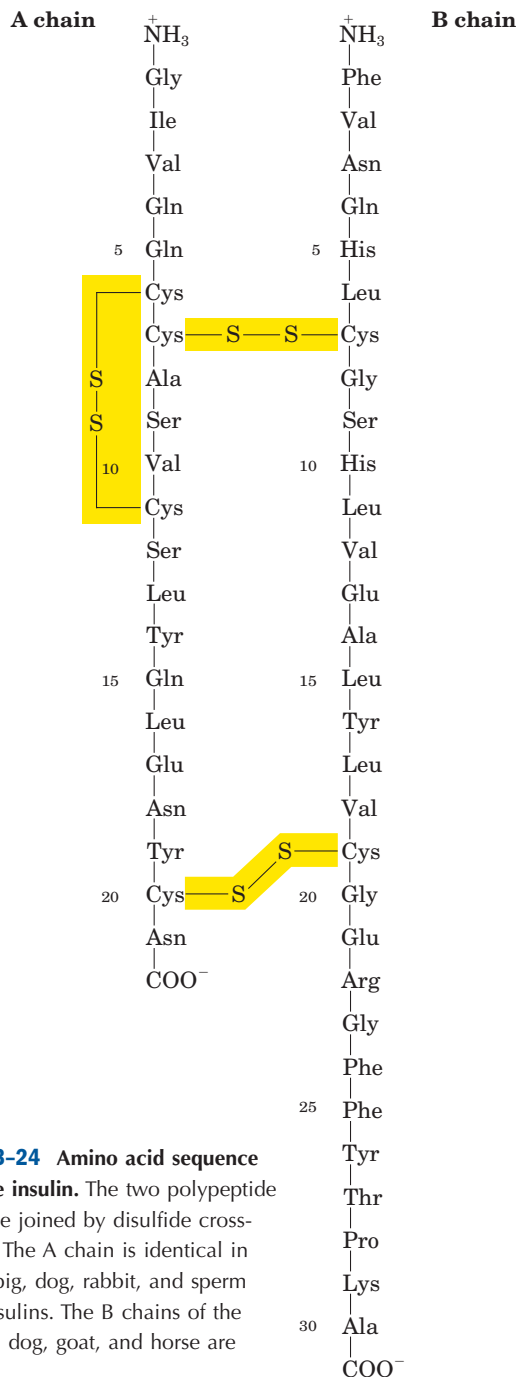 A chain
+
NH3
Gly
Ile
Val
Gln
5 Gln
Cys
Cys — S — S — Cys
Ala
S
Ser
S
10 Val
Cys
Ser
Leu
Tyr
15 Gln
Leu
Glu
Asn
Tyr
20 Cys — S — S — Cys
Asn
COO−
B chain
+
NH3
Phe
Val
Asn
Gln
5 His
Leu
Gly
Ser
10 His
Leu
Val
Glu
Ala
15 Leu
Tyr
Leu
Val
20 Gly
Glu
Arg
Gly
Phe
25 Phe
Tyr
Thr
Pro
Lys
30 Ala
COO−
3–24 Amino acid sequence
insulin. The two polypeptide
joined by disulfide cross-
The A chain is identical in
pig, dog, rabbit, and sperm
sulins. The B chains of the
dog, goat, and horse are